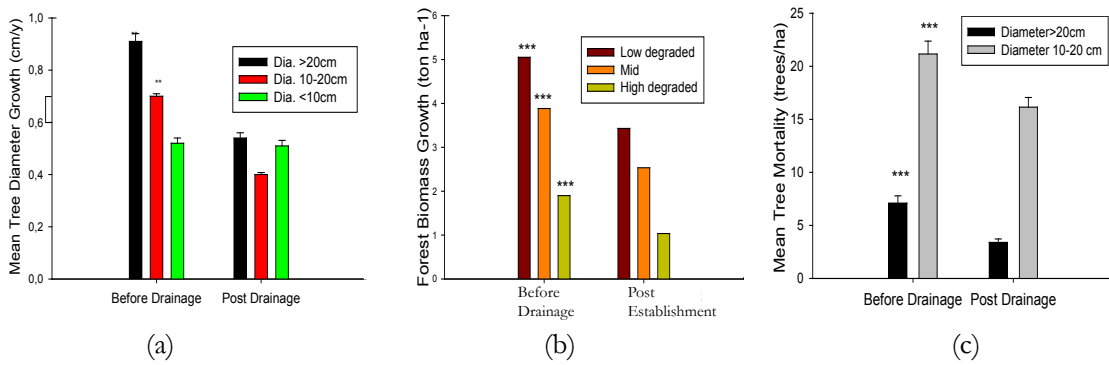 Mean Tree Diameter Growth (cm/y)
1,0
0,8
0,6
0,4
0,2
0,0
**
**
Dia. >20cm
Dia. 10-20cm
Dia. <10cm
Before Drainage
Post Drainage
(a)
Forest Biomass Growth (ton ha-1)
6
5
4
3
2
1
0
***
***
***
Low degraded
Mid
High degraded
Before
Drainage
Post
Establishment
(b)
Mean Tree Mortality (trees/ha)
25
20
15
10
5
0
***
***
Diameter>20cm
Diameter 10-20 cm
Before Drainage
Post Drainage
(c)